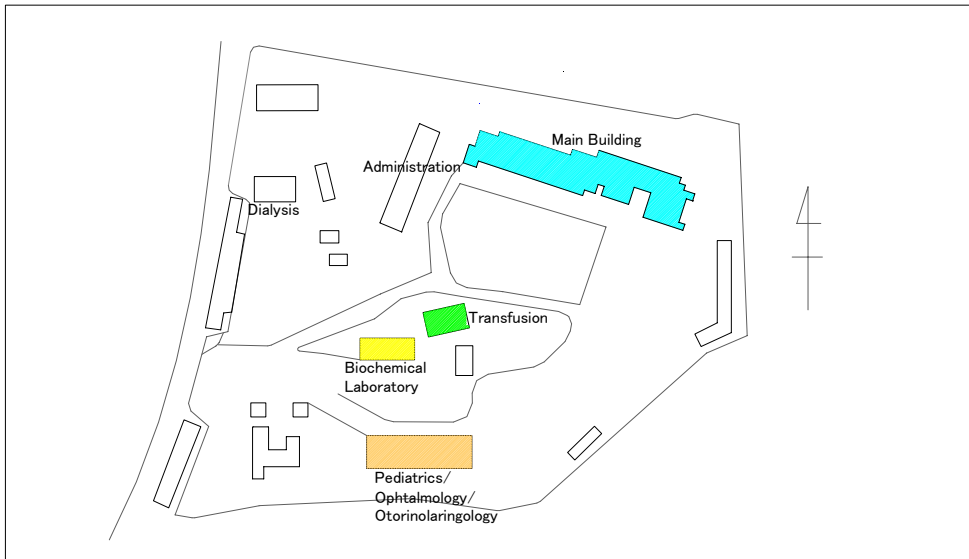 Main Building
Administration
Dialysis
Transfusion
Biochemical
Laboratory
Pediatrics/
Ophtalmology/
Otorinolaringology